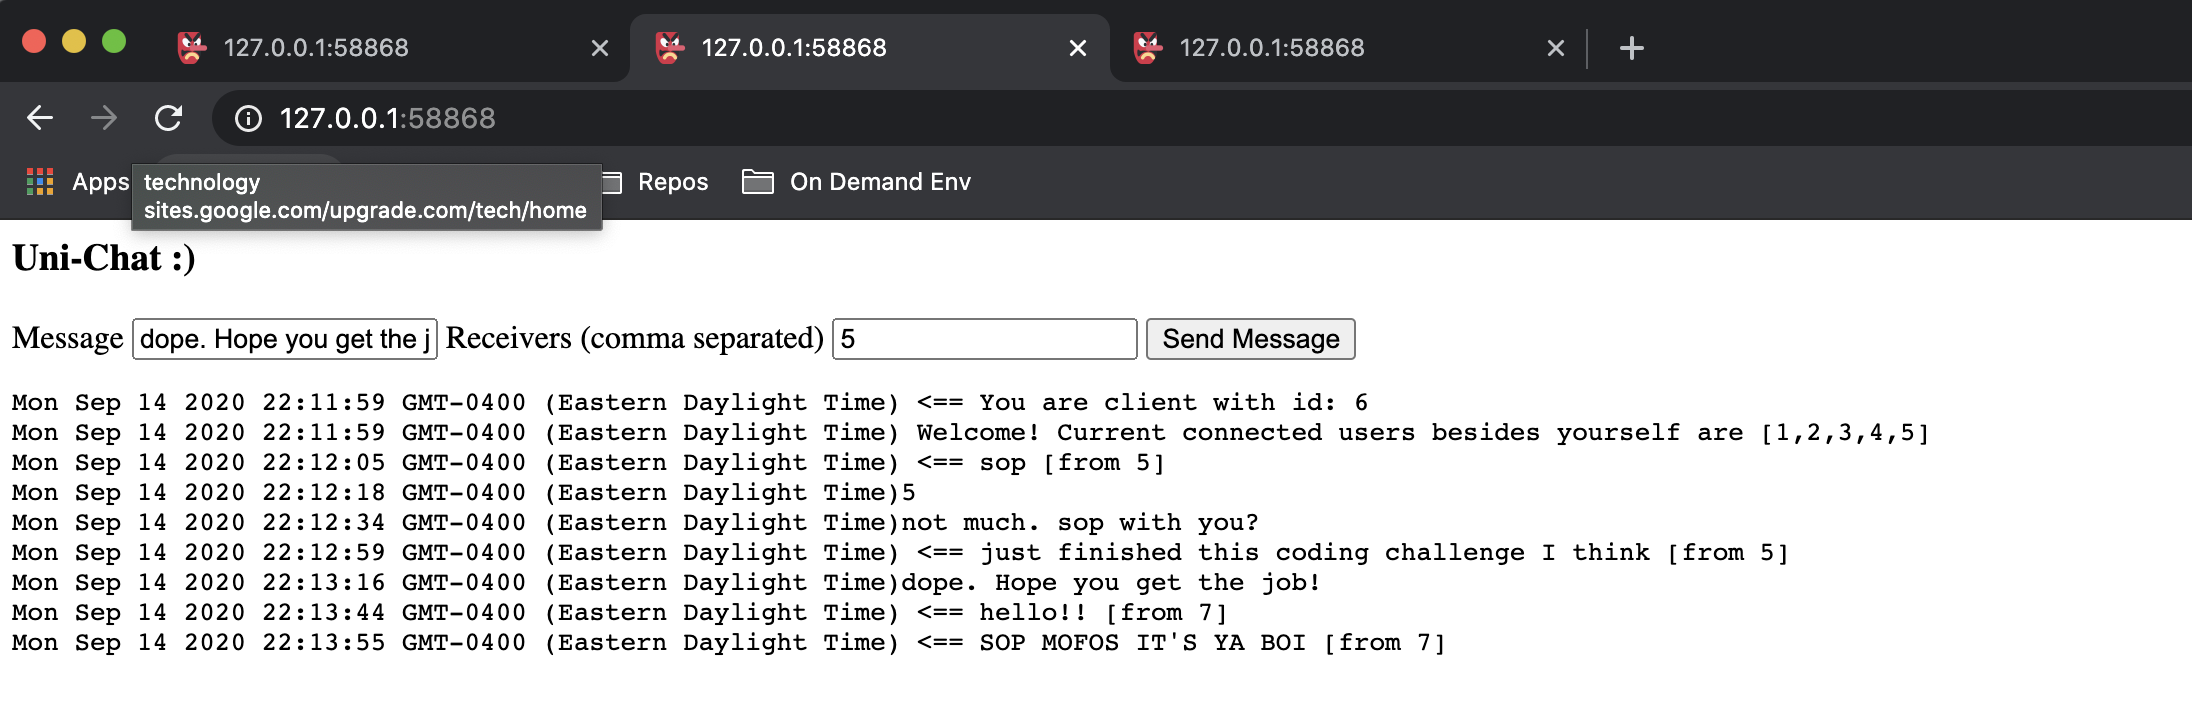 127.0.0.1:58868 127.0.0.1:58868 127.0.0.1:58868
127.0.0.1:58868
Apps Repos On Demand Env
technology
sites.google.com/upgrade.com/tech/home
Uni-Chat :)
Message dope. Hope you get the j Receivers (comma separated) 5 Send Message
Mon Sep 14 2020 22:11:59 GMT-0400 (Eastern Daylight Time) <== You are client with id: 6
Mon Sep 14 2020 22:11:59 GMT-0400 (Eastern Daylight Time) Welcome! Current connected users besides yourself are [1,2,3,4,5]
Mon Sep 14 2020 22:12:05 GMT-0400 (Eastern Daylight Time) <== sop [from 5]
Mon Sep 14 2020 22:12:18 GMT-0400 (Eastern Daylight Time)5
Mon Sep 14 2020 22:12:34 GMT-0400 (Eastern Daylight Time)not much. sop with you?
Mon Sep 14 2020 22:12:59 GMT-0400 (Eastern Daylight Time) <== just finished this coding challenge I think [from 5]
Mon Sep 14 2020 22:13:16 GMT-0400 (Eastern Daylight Time)dope. Hope you get the job!
Mon Sep 14 2020 22:13:44 GMT-0400 (Eastern Daylight Time) <== hello!! [from 7]
Mon Sep 14 2020 22:13:55 GMT-0400 (Eastern Daylight Time) <== SOP MOFOS IT'S YA BOI [from 7]